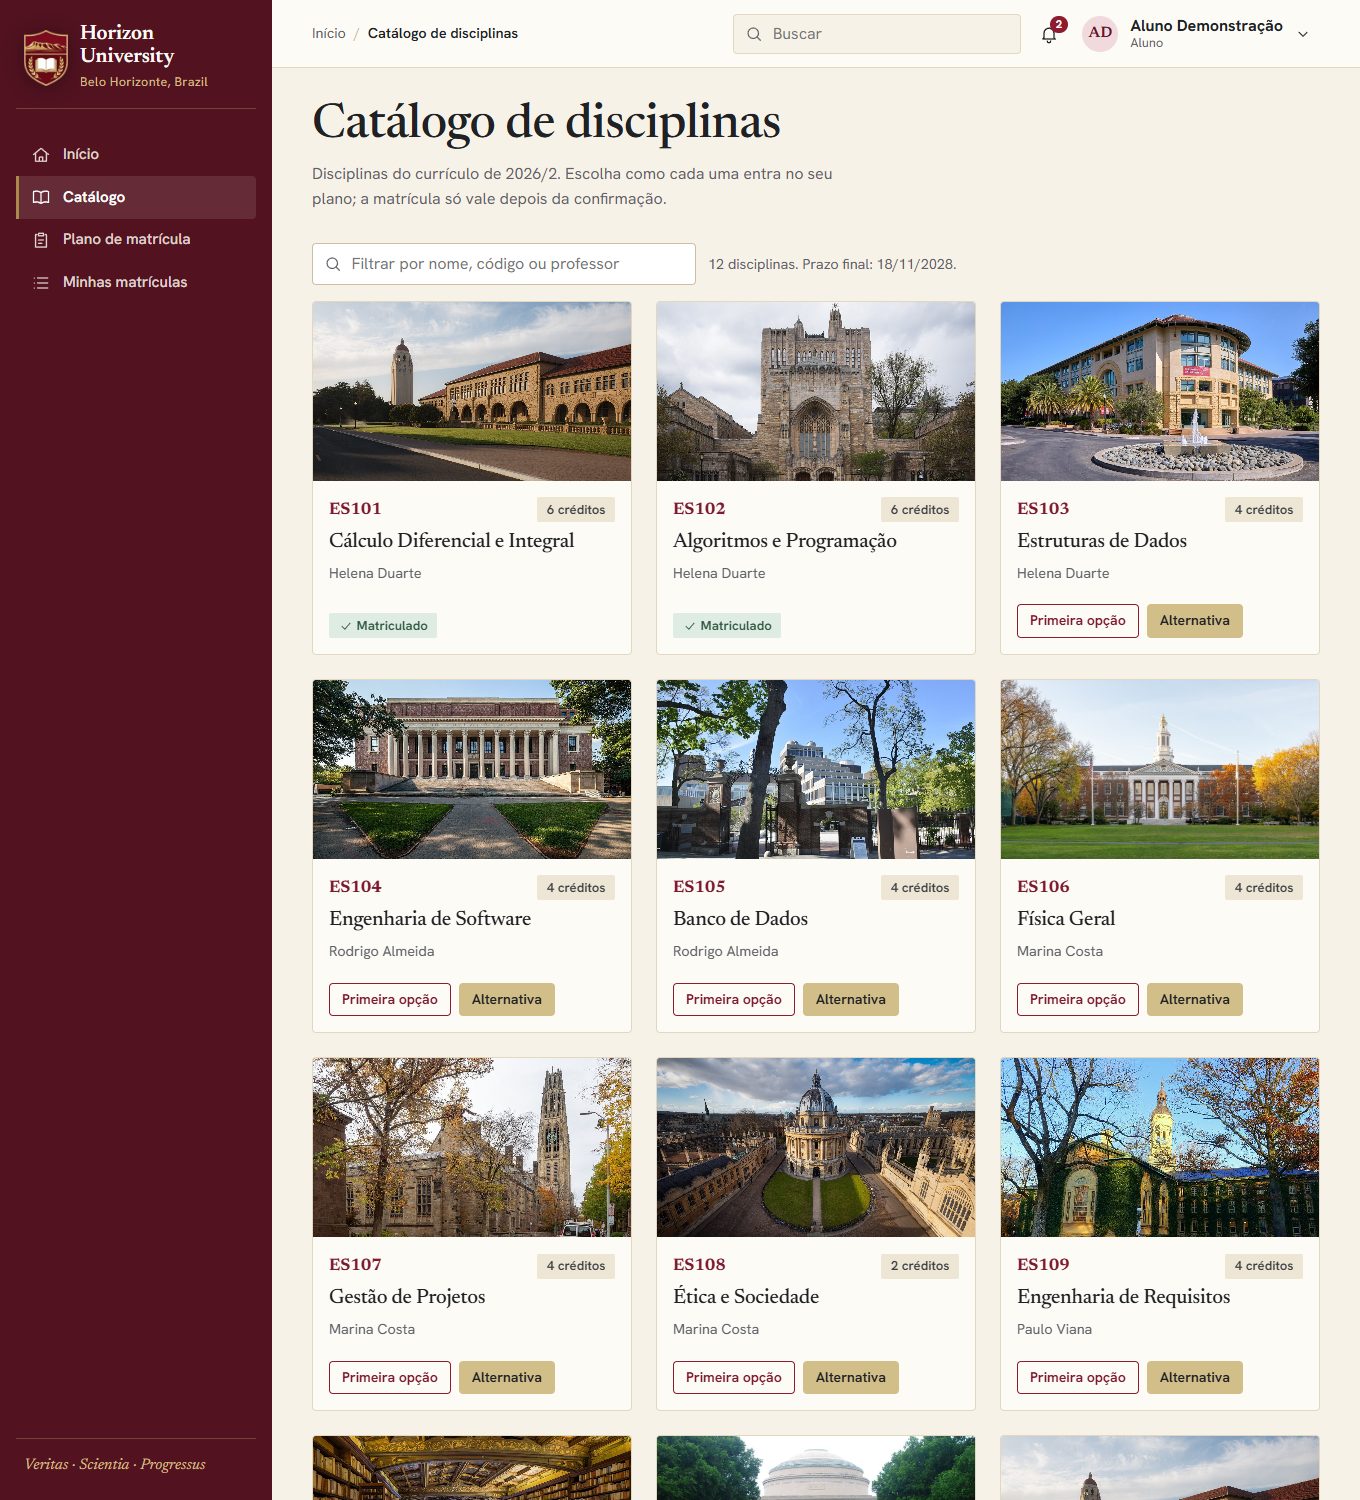 Horizon
University
Belo Horizonte, Brazil
Início
Catálogo
Plano de matrícula
Minhas matrículas
Veritas · Scientia · Progressus
Início / Catálogo de disciplinas
Buscar
2
AD
Aluno Demonstração
Aluno
Catálogo de disciplinas
Disciplinas do currículo de 2026/2. Escolha como cada uma entra no seu
plano; a matrícula só vale depois da confirmação.
Filtrar por nome, código ou professor
12 disciplinas. Prazo final: 18/11/2028.
ES101
6 créditos
Cálculo Diferencial e Integral
Helena Duarte
Matriculado
ES102
6 créditos
Algoritmos e Programação
Helena Duarte
Matriculado
ES103
4 créditos
Estruturas de Dados
Helena Duarte
Primeira opção
Alternativa
ES104
4 créditos
Engenharia de Software
Rodrigo Almeida
Primeira opção
Alternativa
ES105
4 créditos
Banco de Dados
Rodrigo Almeida
Primeira opção
Alternativa
ES106
4 créditos
Física Geral
Marina Costa
Primeira opção
Alternativa
ES107
4 créditos
Gestão de Projetos
Marina Costa
Primeira opção
Alternativa
ES108
2 créditos
Ética e Sociedade
Marina Costa
Primeira opção
Alternativa
ES109
4 créditos
Engenharia de Requisitos
Paulo Viana
Primeira opção
Alternativa